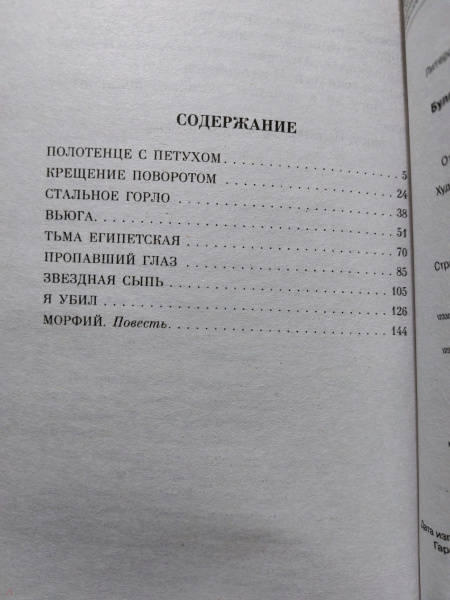 СОДЕРЖАНИЕ
ПОЛОТЕНЦЕ С ПЕТУХОМ. . . . . . . . . . . . . . . . . . . . . 5
КРЕЩЕНИЕ ПОВОРОТОМ . . . . . . . . . . . . . . . . . . . . . 24
СТАЛЬНОЕ ГОРЛО . . . . . . . . . . . . . . . . . . . . . . . . . 38
ВЬЮГА. . . . . . . . . . . . . . . . . . . . . . . . . . . . . . . . . 51
ТЬМА ЕГИПЕТСКАЯ . . . . . . . . . . . . . . . . . . . . . . . 70
ПРОПАВШИЙ ГЛАЗ . . . . . . . . . . . . . . . . . . . . . . . 85
ЗВЕЗДНАЯ СЫПЬ . . . . . . . . . . . . . . . . . . . . . . . . 105
Я УБИЛ . . . . . . . . . . . . . . . . . . . . . . . . . . . . . . . 126
МОРФИЙ. Повесть. . . . . . . . . . . . . . . . . . . . . . . . 144